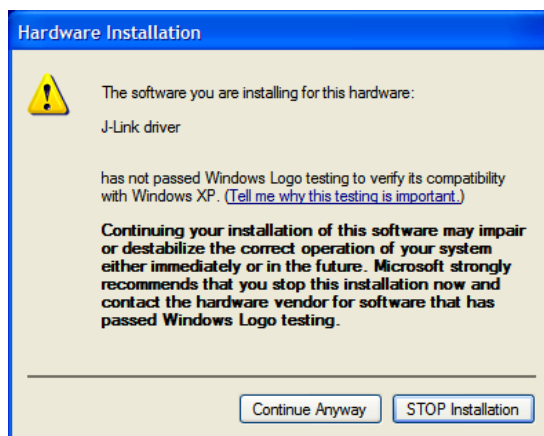 Hardware Installation
The software you are installing for this hardware:
J-Link driver
has not passed Windows Logo testing to verify its compatibility
with Windows XP. (Tell me why this testing is important.)
Continuing your installation of this software may impair
or destabilize the correct operation of your system
either immediately or in the future. Microsoft strongly
recommends that you stop this installation now and
contact the hardware vendor for software that has
passed Windows Logo testing.
Continue Anyway STOP Installation